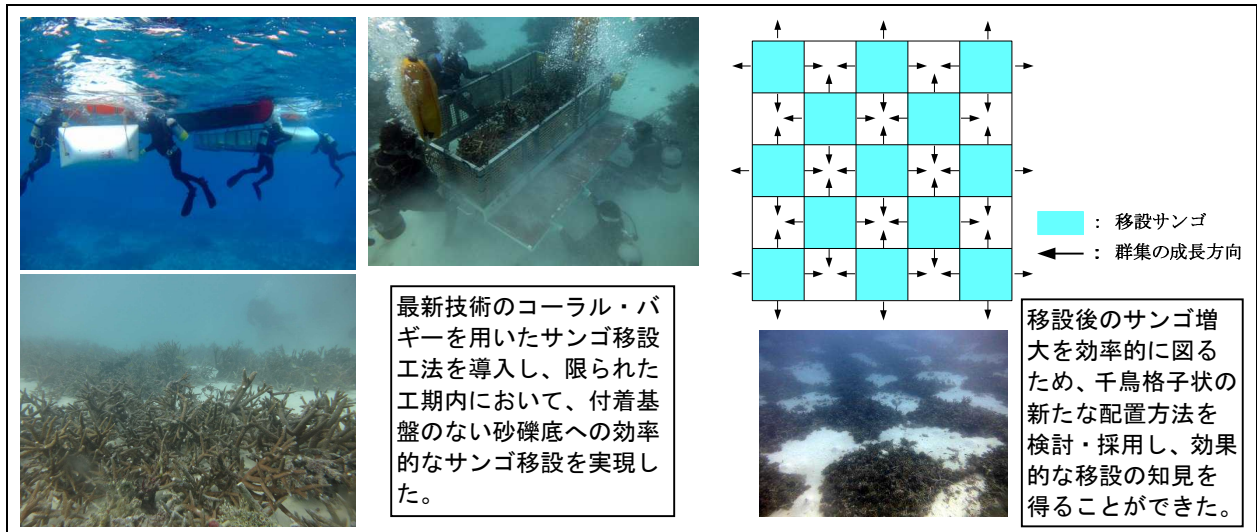 ：　移設サンゴ
：　群集の成長方向
最新技術のコーラル・バ
ギーを用いたサンゴ移設
工法を導入し、限られた
工期内において、付着基
盤のない砂礫底への効率
的なサンゴ移設を実現し
た。
移設後のサンゴ増
大を効率的に図る
ため、千鳥格子状の
新たな配置方法を
検討・採用し、効果
的な移設の知見を
得ることができた。